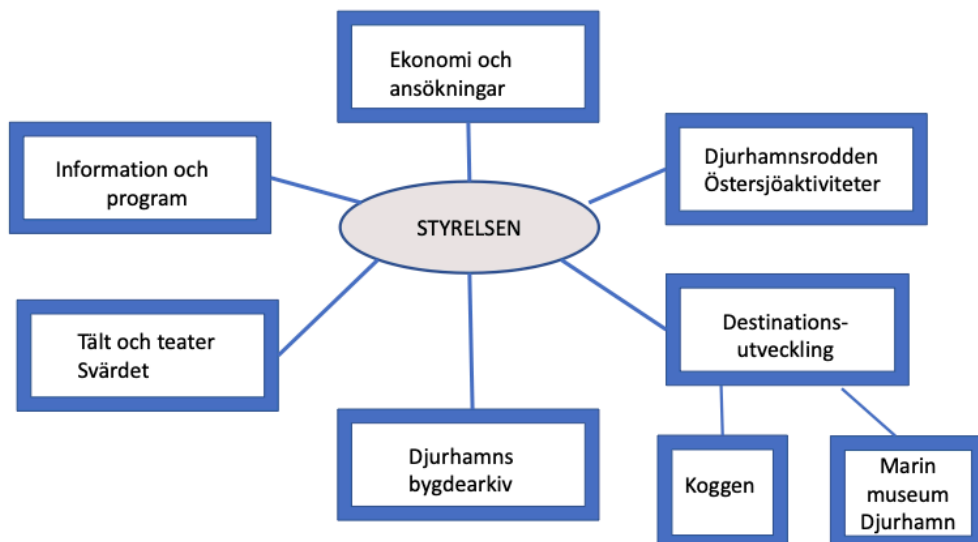 Ekonomi och
ansökningar
Information och
program
Djurhamnsrodden
Östersjöaktiviteter
STYRELSEN
Tält och teater
Svärdet
Destinations-
utveckling
Djurhamns
bygdearkiv
Koggen
Marin
museum
Djurhamn